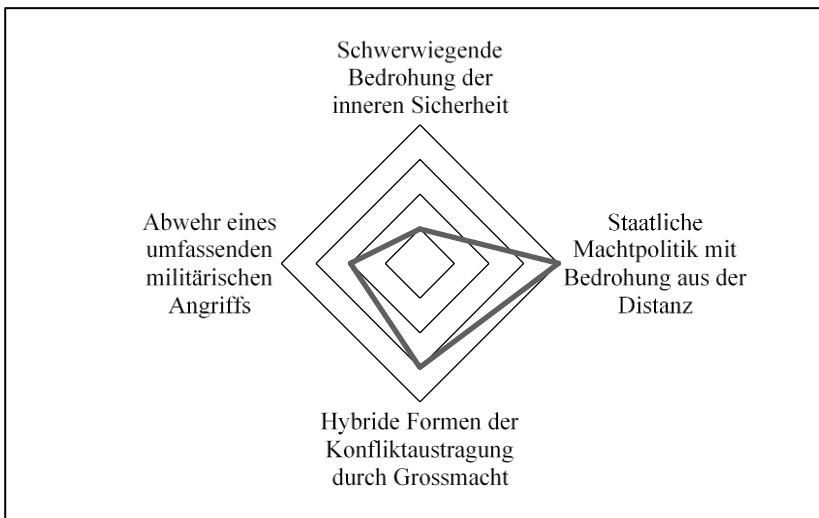 Schwerwiegende
Bedrohung der
inneren Sicherheit
Abwehr eines
umfassenden
militärischen
Angriffs
Staatliche
Machtpolitik mit
Bedrohung aus der
Distanz
Hybride Formen der
Konfliktaustragung
durch Grossmacht